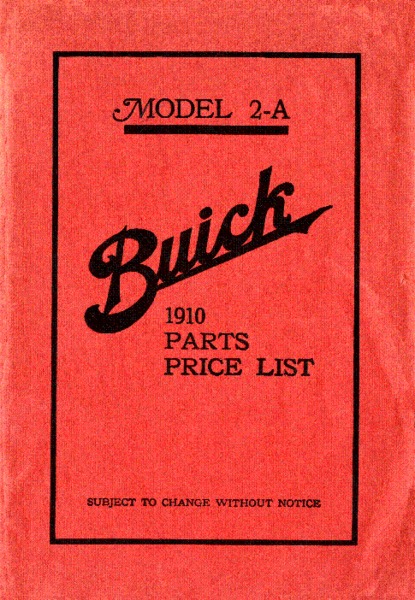 MODEL 2-A
Buick
1910
PARTS
PRICE LIST
SUBJECT TO CHANGE WITHOUT NOTICE